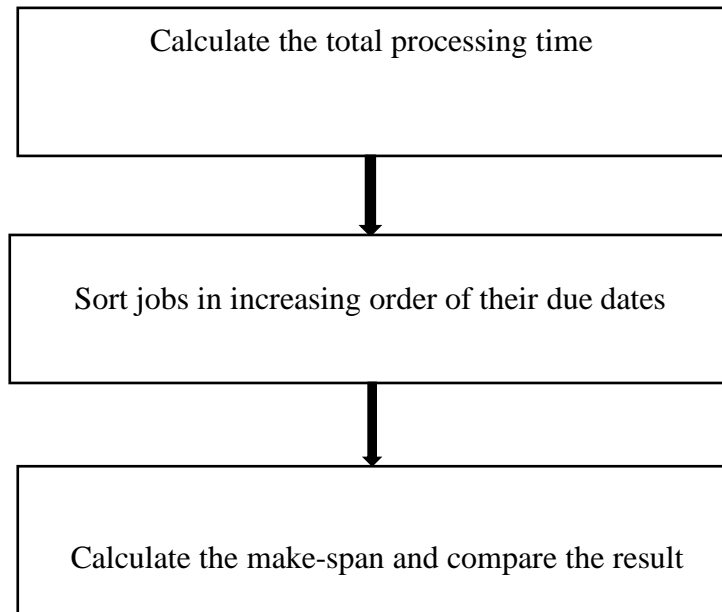 Calculate the total processing time
Sort jobs in increasing order of their due dates
Calculate the make-span and compare the result